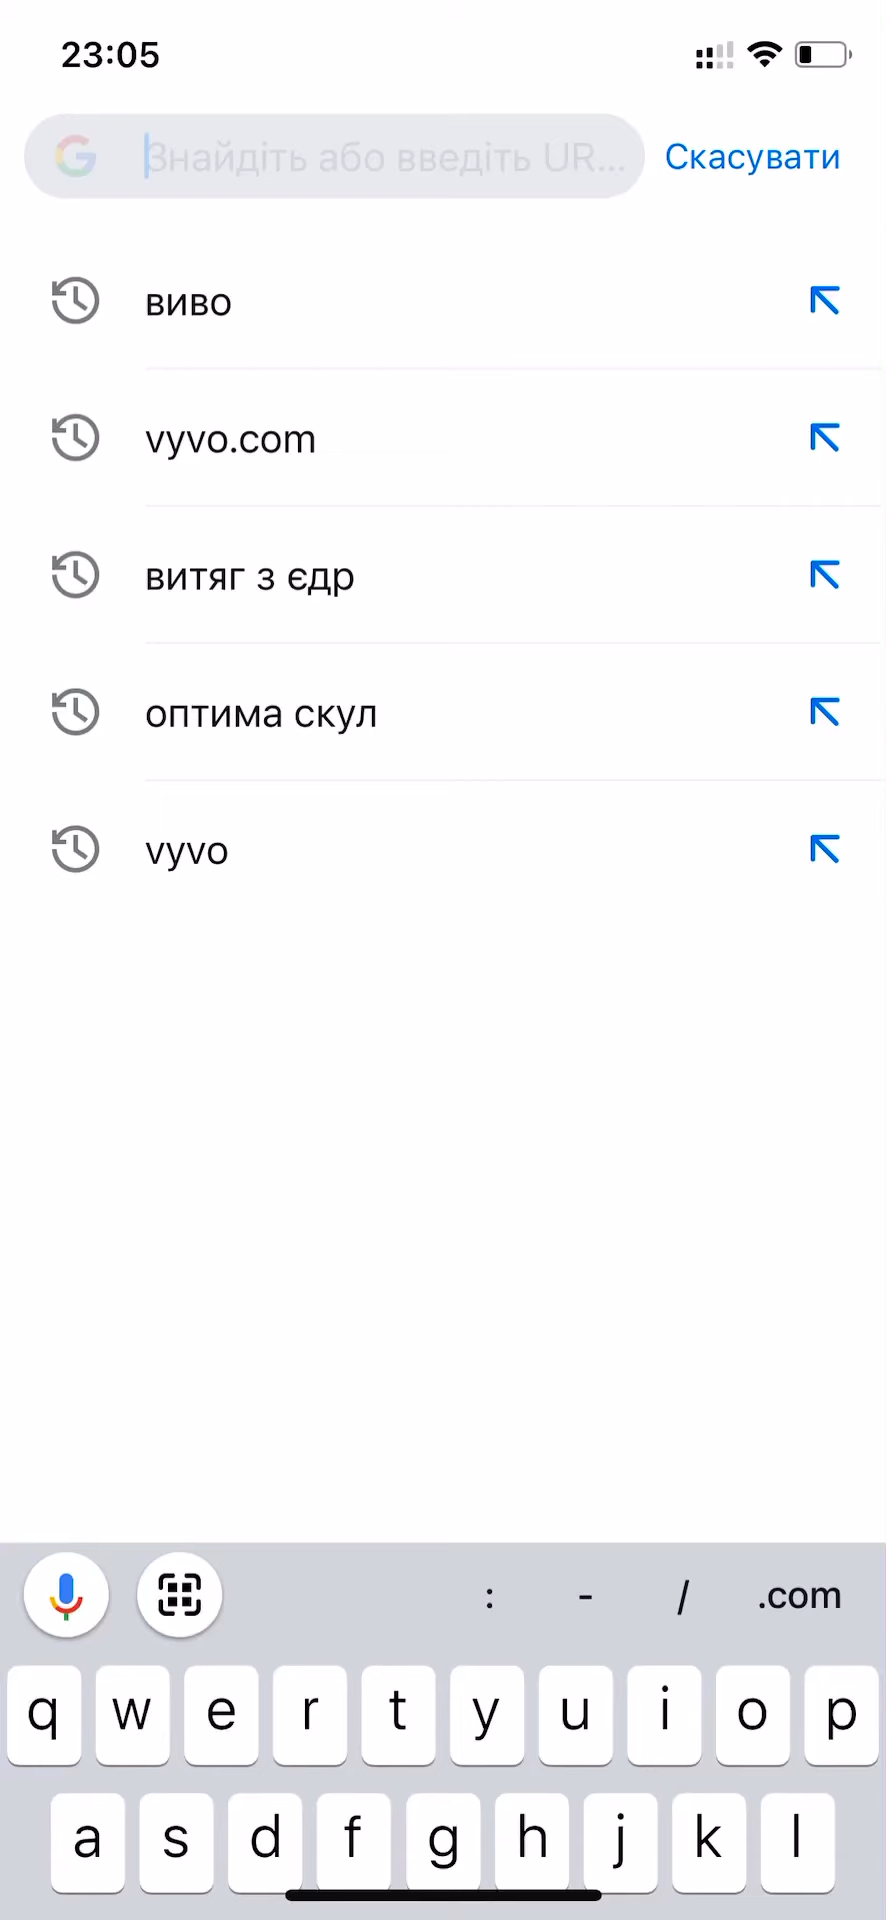 23:05
Знайдіть або введіть UR...
Скасувати
виво
vyvo.com
витяг з єдр
оптима скул
vyvo
: - / .com
q w e r t y u i o p
a s d f g h j k l